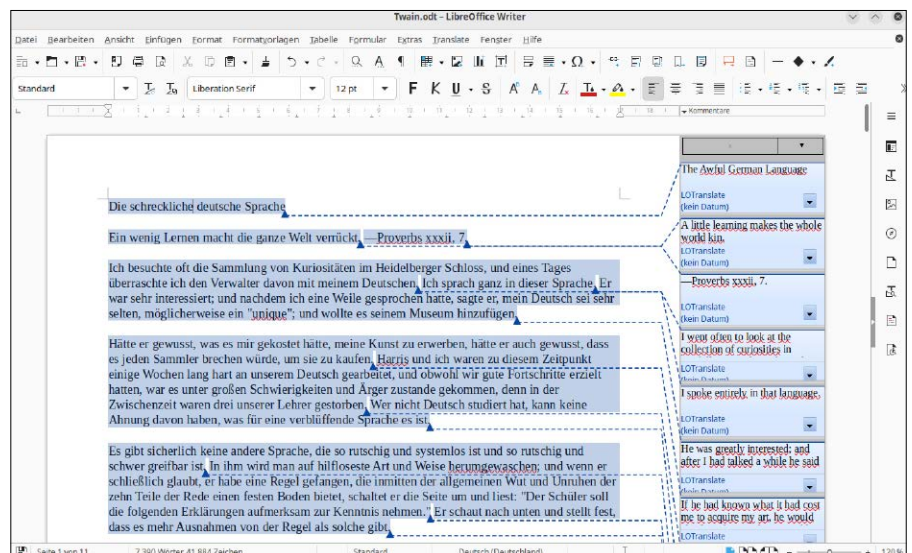 Twain.odt - LibreOffice Writer
Datei Bearbeiten Ansicht Einfügen Format Formatvorlagen Tabelle Formular Extras Translate Fenster Hilfe
Standard Liberation Serif 12 pt F K U S
Kommentare
Die schreckliche deutsche Sprache
Ein wenig Lernen macht die ganze Welt verrückt. —Proverbs xxxii, 7.
Ich besuchte oft die Sammlung von Kuriositäten im Heidelberger Schloss, und eines Tages
überraschte ich den Verwalter davon mit meinem Deutschen. Ich sprach ganz in dieser Sprache. Er
war sehr interessiert; und nachdem ich eine Weile gesprochen hatte, sagte er, mein Deutsch sei sehr
selten, möglicherweise ein "unique"; und wollte es seinem Museum hinzufügen.
Hätte er gewusst, was es mir gekostet hätte, meine Kunst zu erwerben, hätte er auch gewusst, dass
es jeden Sammler brechen würde, um sie zu kaufen. Harris und ich waren zu diesem Zeitpunkt
einige Wochen lang hart an unserem Deutsch gearbeitet, und obwohl wir gute Fortschritte erzielt
hatten, war es unter großen Schwierigkeiten und Ärger zustande gekommen, denn in der
Zwischenzeit waren drei unserer Lehrer gestorben. Wer nicht Deutsch studiert hat, kann keine
Ahnung davon haben, was für eine verblüffende Sprache es ist.
Es gibt sicherlich keine andere Sprache, die so rutschig und systemlos ist und so rutschig und
schwer greifbar ist. In ihm wird man auf hilfloseste Art und Weise herumgewaschen; und wenn er
schließlich glaubt, er habe eine Regel gefangen, die inmitten der allgemeinen Wut und Unruhen der
zehn Teile der Rede einen festen Boden bietet, schaltet er die Seite um und liest: "Der Schüler soll
die folgenden Erklärungen aufmerksam zur Kenntnis nehmen." Er schaut nach unten und stellt fest,
dass es mehr Ausnahmen von der Regel als solche gibt.
The Awful German Language
LOTranslate
(kein Datum)
A little learning makes the whole
world kin.
LOTranslate
(kein Datum)
—Proverbs xxxii, 7.
LOTranslate
(kein Datum)
I went often to look at the
collection of curiosities in
LOTranslate
(kein Datum)
I spoke entirely in that language.
LOTranslate
(kein Datum)
He was greatly interested; and
after I had talked a while he said
LOTranslate
(kein Datum)
If he had known what it had cost
me to acquire my art, he would
LOTranslate
Seite 1 von 11 7.390 Wörter, 41.884 Zeichen Standard Deutsch (Deutschland) 120 %